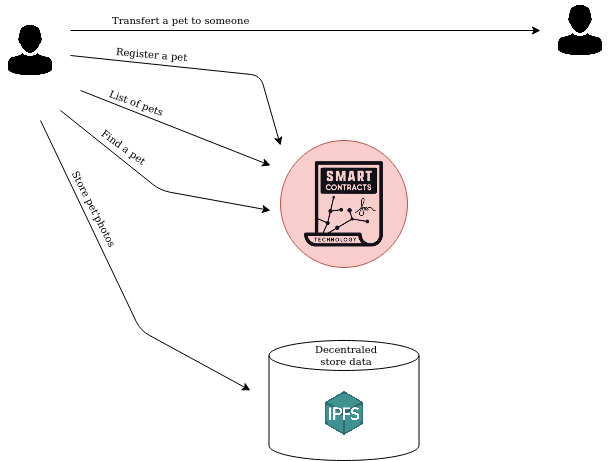 Transfert a pet to someone
Register a pet
List of pets
Find a pet
Store pet'photos
SMART
CONTRACTS
TECHNOLOGY
Decentraled
store data
IPFS